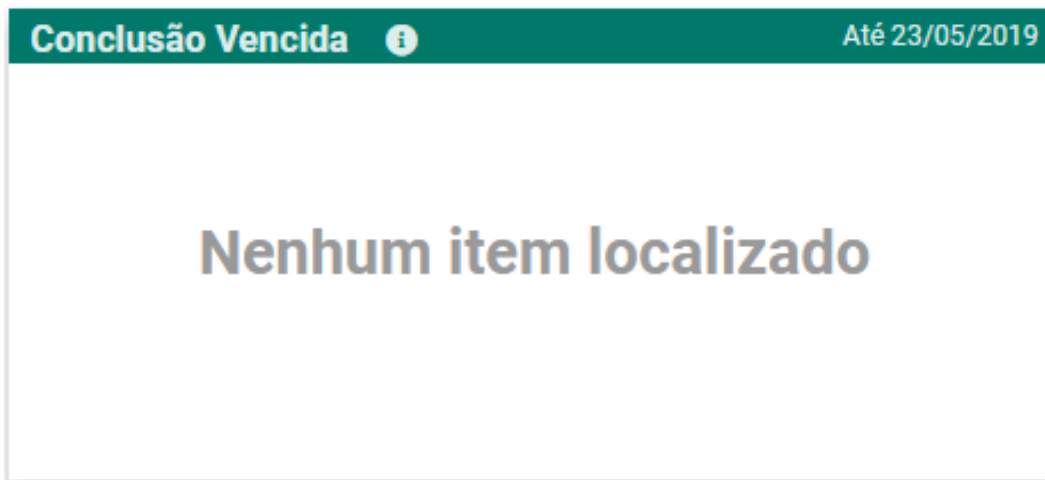 Conclusão Vencida Até 23/05/2019
Nenhum item localizado